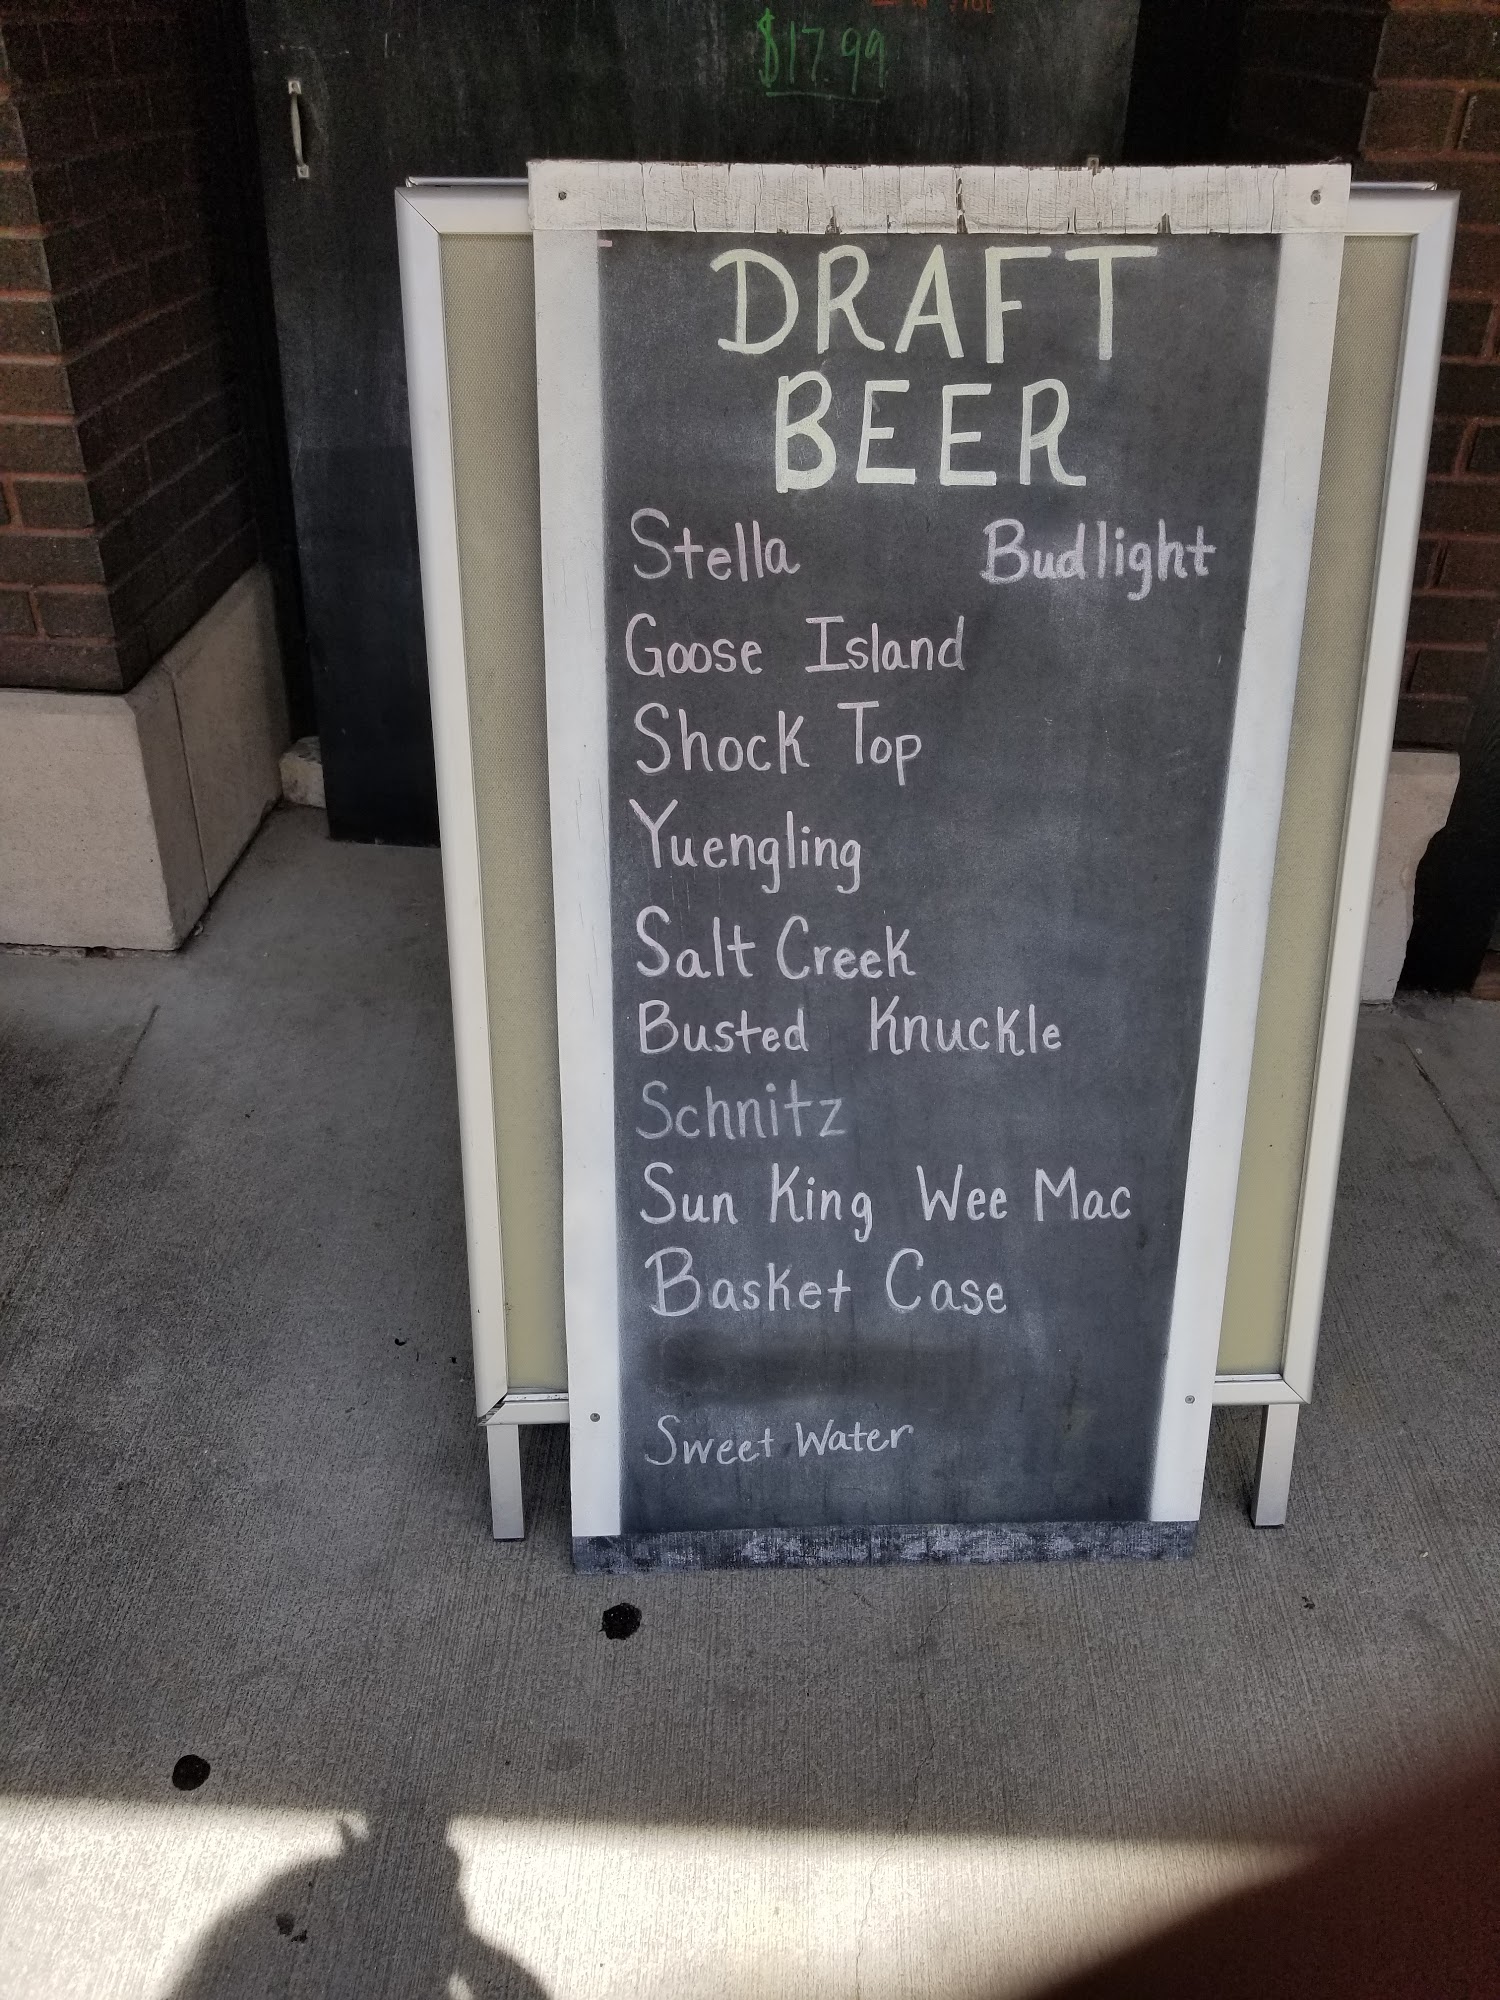 $17.99
DRAFT
BEER
Stella Budlight
Goose Island
Shock Top
Yuengling
Salt Creek
Busted Knuckle
Schnitz
Sun King Wee Mac
Basket Case
Sweet Water